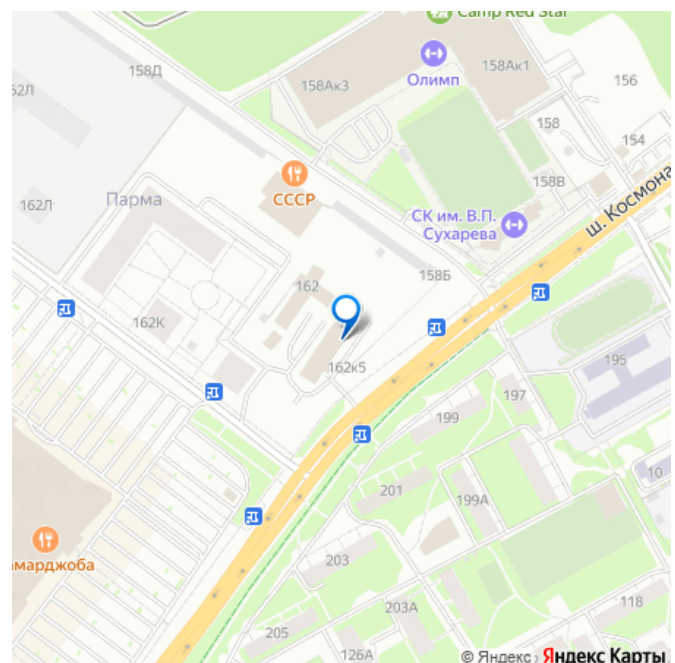 Camp Red Star
158Д
158Ак1
Олимп
158Ак3
156
52Л
158
154
СССР
158В
162Л
Парма
СК им. В.П.
Сухарева
ш. Космона
158Б
162
162К
195
162к5
197
199
10
201
199А
203
амарджоба
203А
118
205
126А
© Яндекс Яндекс Карты